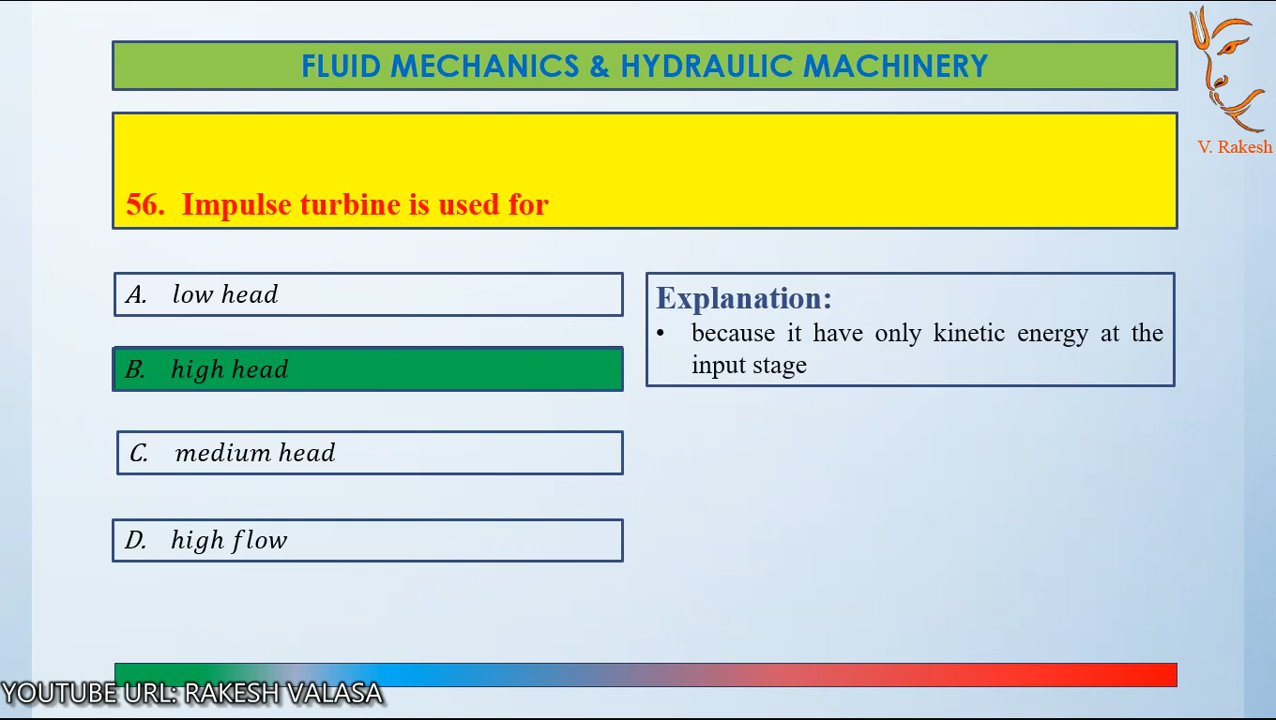 FLUID MECHANICS & HYDRAULIC MACHINERY
V. Rakesh
56. Impulse turbine is used for
A. low head
B. high head
C. medium head
D. high flow
Explanation:
• because it have only kinetic energy at the
input stage
YOUTUBE URL: RAKESH VALASA